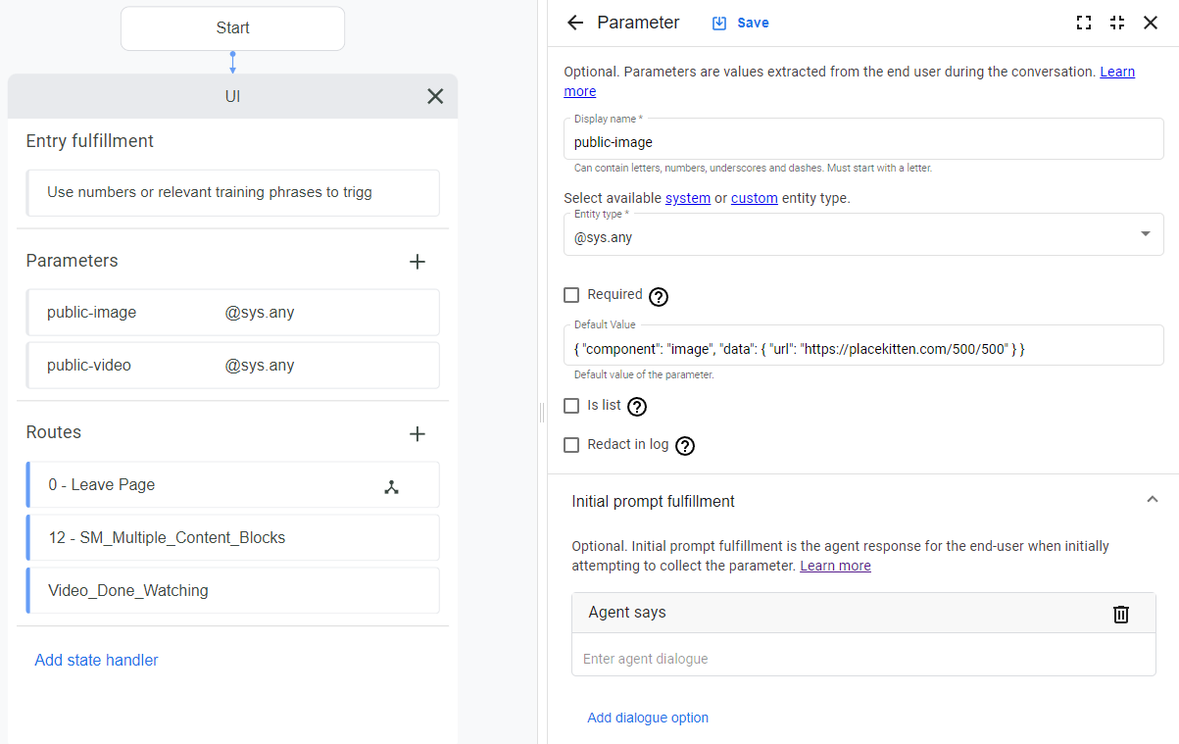 Start
UI
Entry fulfillment
Use numbers or relevant training phrases to trigg
Parameters
public-image @sys.any
public-video @sys.any
Routes
0 - Leave Page
12 - SM_Multiple_Content_Blocks
Video_Done_Watching
Add state handler
Parameter Save
Optional. Parameters are values extracted from the end user during the conversation. Learn
more
Display name *
public-image
Can contain letters, numbers, underscores and dashes. Must start with a letter.
Select available system or custom entity type.
Entity type *
@sys.any
Required
Default Value
{ "component": "image", "data": { "url": "https://placekitten.com/500/500" } }
Default value of the parameter.
Is list
Redact in log
Initial prompt fulfillment
Optional. Initial prompt fulfillment is the agent response for the end-user when initially
attempting to collect the parameter. Learn more
Agent says
Enter agent dialogue
Add dialogue option